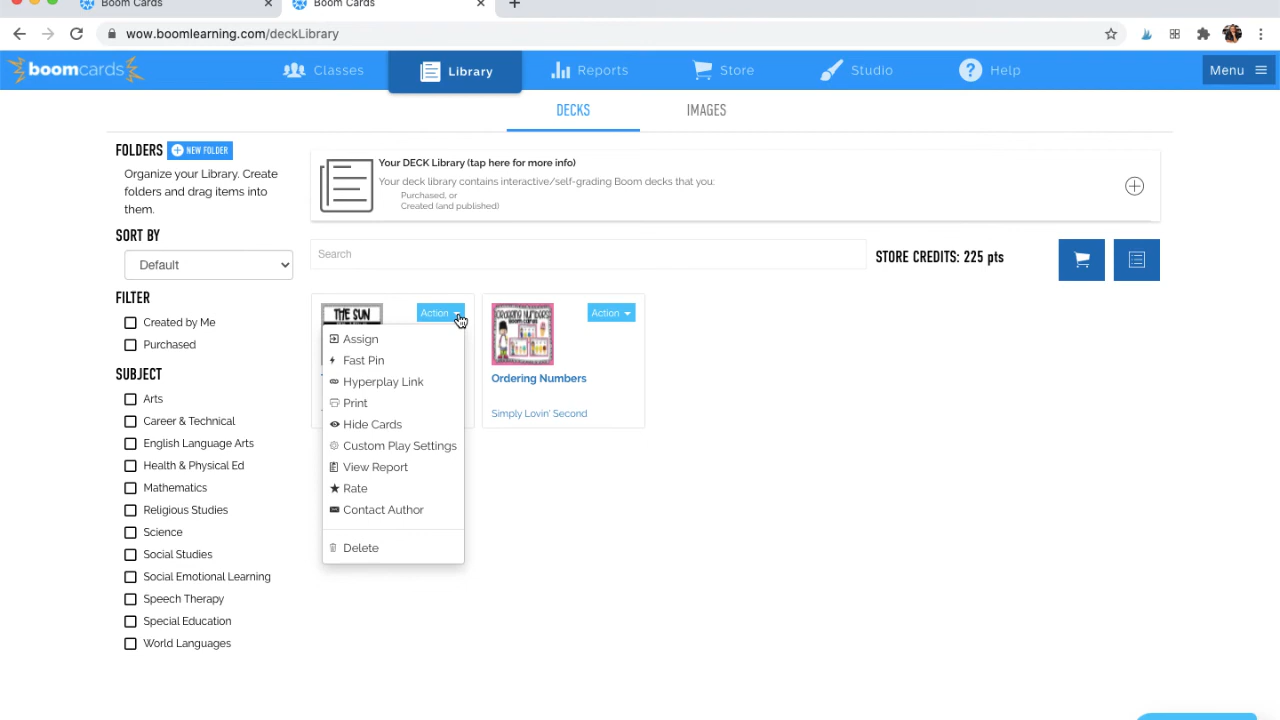 Boom Cards
Boom Cards
wow.boomlearning.com/deckLibrary
boomcards
Classes
Library
Reports
Store
Studio
Help
Menu
DECKS
IMAGES
FOLDERS
NEW FOLDER
Organize your Library. Create
folders and drag items into
them.
SORT BY
Default
FILTER
Created by Me
Purchased
SUBJECT
Arts
Career & Technical
English Language Arts
Health & Physical Ed
Mathematics
Religious Studies
Science
Social Studies
Social Emotional Learning
Speech Therapy
Special Education
World Languages
Your DECK Library (tap here for more info)
Your deck library contains interactive/self-grading Boom decks that you:
Purchased, or
Created (and published)
Search
STORE CREDITS: 225 pts
THE SUN
Action
Assign
Fast Pin
Hyperplay Link
Print
Hide Cards
Custom Play Settings
View Report
Rate
Contact Author
Delete
ORDERING NUMBERS
BOOM CARDS
Action
Ordering Numbers
Simply Lovin' Second